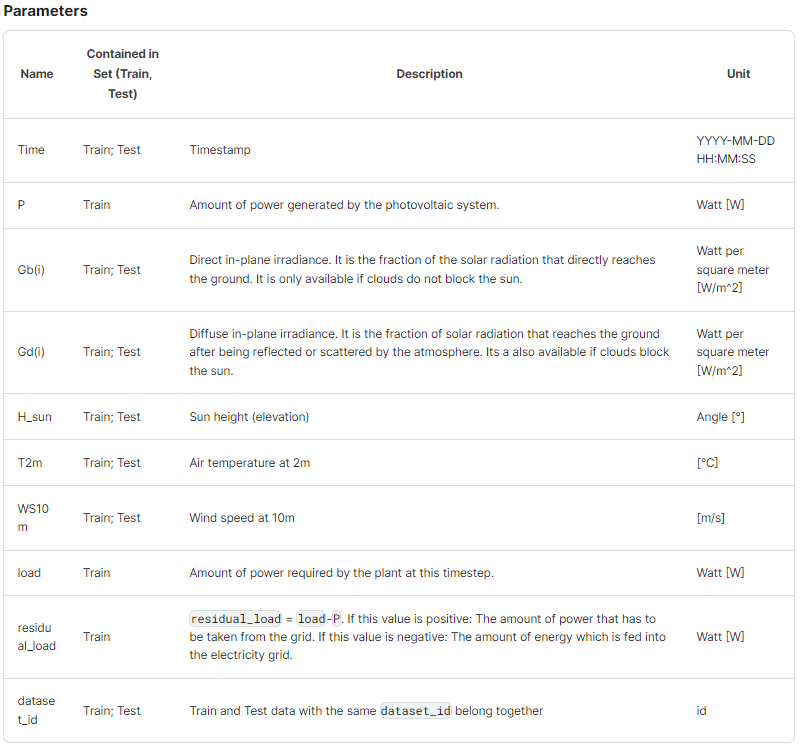 Parameters
Name
Contained in
Set (Train,
Test)
Description
Unit
Time
Train; Test
Timestamp
YYYY-MM-DD
HH:MM:SS
P
Train
Amount of power generated by the photovoltaic system.
Watt [W]
Gb(i)
Train; Test
Direct in-plane irradiance. It is the fraction of the solar radiation that directly reaches
the ground. It is only available if clouds do not block the sun.
Watt per
square meter
[W/m^2]
Gd(i)
Train; Test
Diffuse in-plane irradiance. It is the fraction of solar radiation that reaches the ground
after being reflected or scattered by the atmosphere. Its a also available if clouds block
the sun.
Watt per
square meter
[W/m^2]
H_sun
Train; Test
Sun height (elevation)
Angle [°]
T2m
Train; Test
Air temperature at 2m
[°C]
WS10
m
Train; Test
Wind speed at 10m
[m/s]
load
Train
Amount of power required by the plant at this timestep.
Watt [W]
residu
al_load
Train
residual_load = load-P. If this value is positive: The amount of power that has to
be taken from the grid. If this value is negative: The amount of energy which is fed into
the electricity grid.
Watt [W]
datase
t_id
Train; Test
Train and Test data with the same dataset_id belong together
id